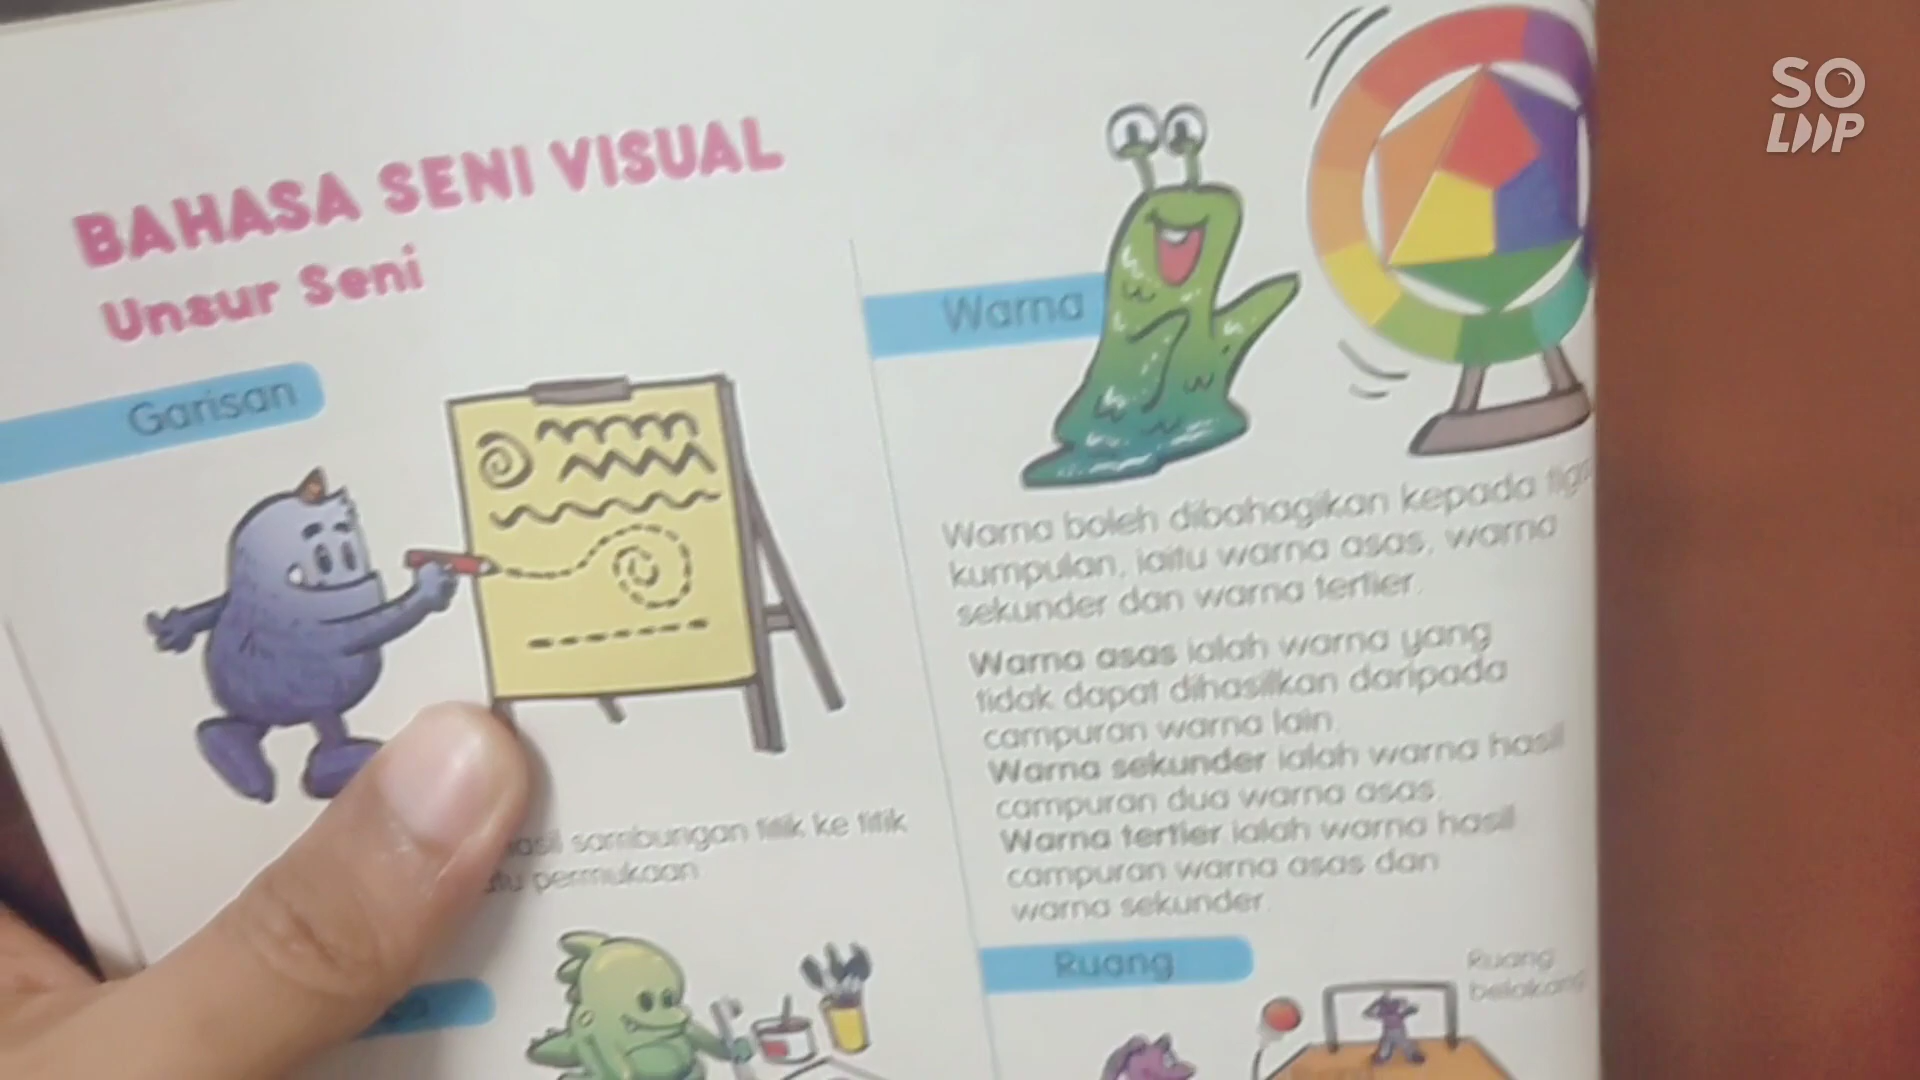 BAHASA SENI VISUAL
Unsur Seni
Garisan
hasil sambungan titik ke titik
permukaan
Warna
Warna boleh dibahagikan kepada tiga
kumpulan, iaitu warna asas, warna
sekunder dan warna tertier.
Warna asas ialah warna yang
tidak dapat dihasilkan daripada
campuran warna lain.
Warna sekunder ialah warna hasil
campuran dua warna asas.
Warna tertier ialah warna hasil
campuran warna asas dan
warna sekunder.
Ruang
Ruang
belakang
SO
LOOP